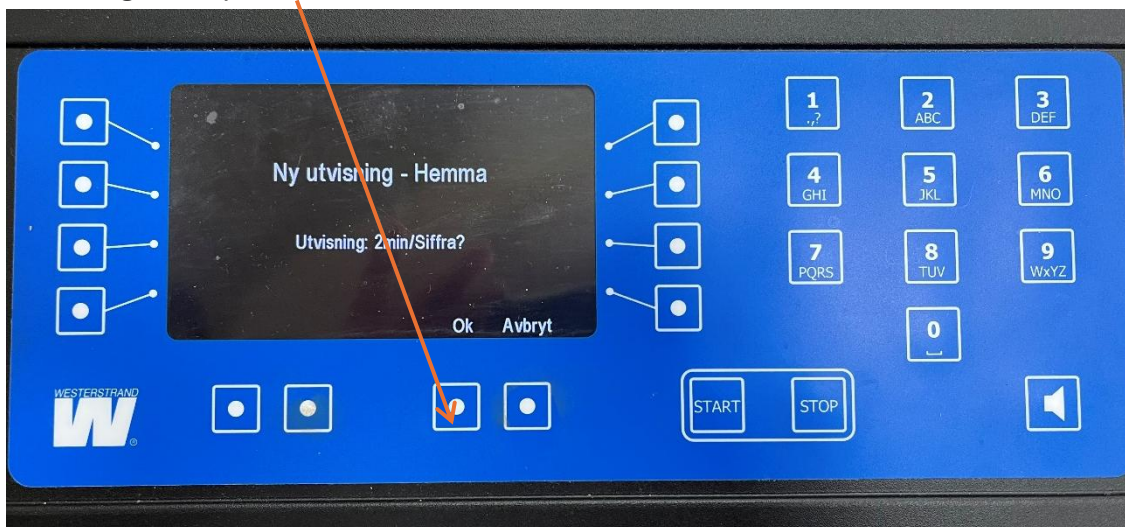 Ny utvisning - Hemma
Utvisning: 2min/Siffra?
Ok Avbryt
1 .,?
2 ABC
3 DEF
4 GHI
5 JKL
6 MNO
7 PQRS
8 TUV
9 WxYZ
0
WESTERSTRAND
W
®
START STOP